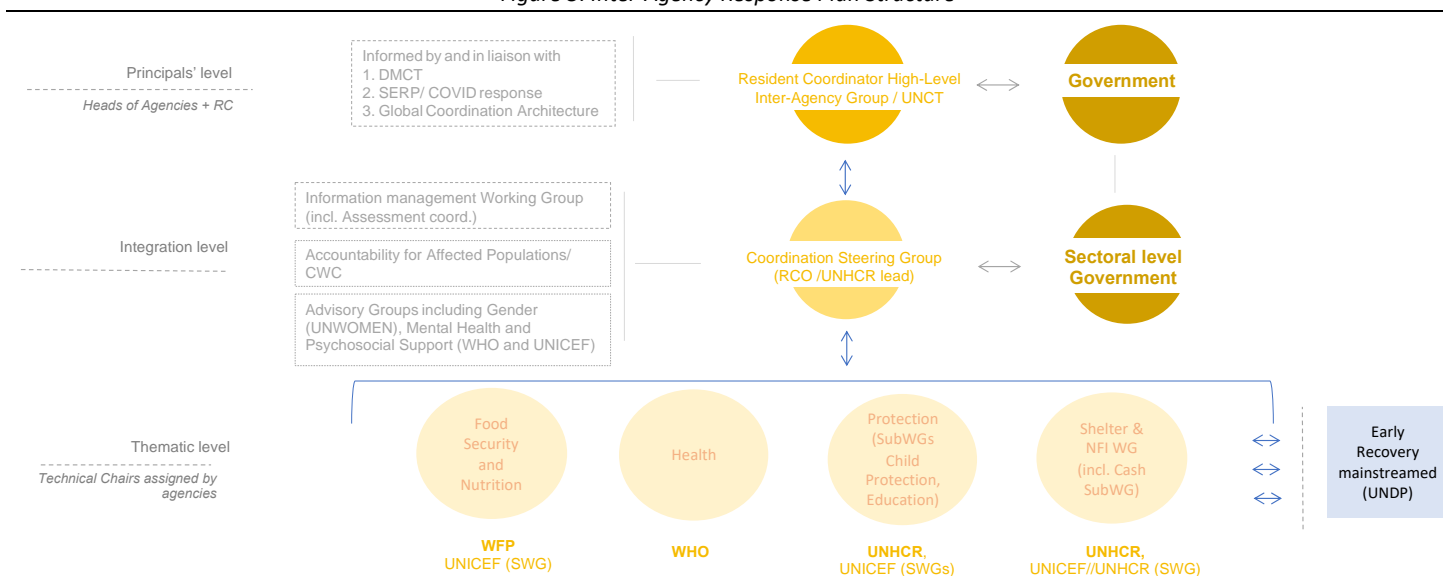 Principals' level
Heads of Agencies + RC
Informed by and in liaison with
1. DMCT
2. SERP/ COVID response
3. Global Coordination Architecture
Resident Coordinator High-Level
Inter-Agency Group / UNCT
Government
Integration level
Information management Working Group
(incl. Assessment coord.)
Accountability for Affected Populations/
CWC
Advisory Groups including Gender
(UNWOMEN), Mental Health and
Psychosocial Support (WHO and UNICEF)
Coordination Steering Group
(RCO /UNHCR lead)
Sectoral level
Government
Thematic level
Technical Chairs assigned by
agencies
Food
Security
and
Nutrition
Health
Protection
(SubWGs
Child
Protection,
Education)
Shelter &
NFI WG
(incl. Cash
SubWG)
Early
Recovery
mainstreamed
(UNDP)
WFP
UNICEF (SWG)
WHO
UNHCR,
UNICEF (SWGs)
UNHCR,
UNICEF//UNHCR (SWG)